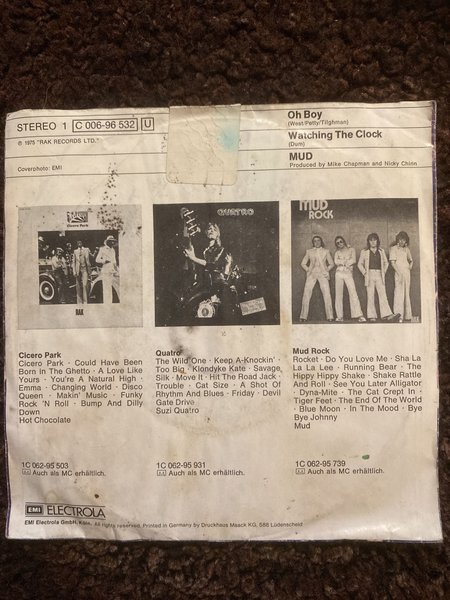 STEREO 1 C 006-96 532 U
℗ 1975 "RAK RECORDS LTD."
Coverphoto: EMI
Oh Boy
(West/Petty/Tilghman)
Watching The Clock
(Dum)
MUD
Produced by Mike Chapman and Nicky Chinn
Cicero Park
RAK
QUATRO
MUD
ROCK
Cicero Park
Cicero Park · Could Have Been
Born in The Ghetto · A Love Like
Yours · You're A Natural High ·
Emma · Changing World · Disco
Queen · Makin' Music · Funky
Rock 'N Roll · Bump And Dilly
Down
Hot Chocolate
1C 062-95 503
Auch als MC erhältlich.
Quatro
The Wild One · Keep A-Knockin' ·
Too Big · Klondyke Kate · Savage,
Silk · Move It · Hit The Road Jack ·
Trouble · Cat Size · A Shot Of
Rhythm And Blues · Friday · Devil
Gate Drive
Suzi Quatro
1C 062-95 931
Auch als MC erhältlich.
Mud Rock
Rocket · Do You Love Me · Sha La
La La Lee · Running Bear · The
Hippy Hippy Shake · Shake Rattle
And Roll · See You Later Alligator
· Dyna-Mite · The Cat Crept In ·
Tiger Feet · The End Of The World
· Blue Moon · In The Mood · Bye
Bye Johnny
Mud
1C 062-95 739
Auch als MC erhältlich.
EMI ELECTROLA
EMI Electrola GmbH, Köln. All rights reserved. Printed in Germany by Druckhaus Maack KG, 588 Lüdenscheid